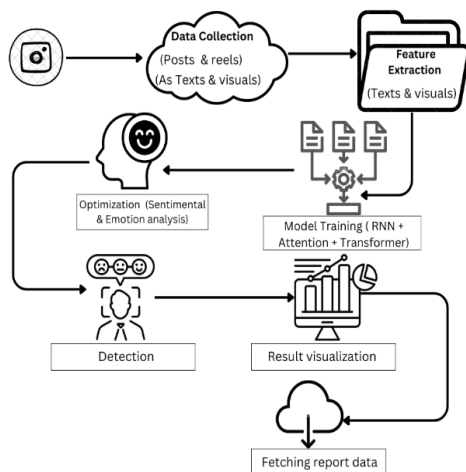 Data Collection
(Posts & reels)
(As Texts & visuals)
Feature
Extraction
(Texts & visuals)
Optimization (Sentimental
& Emotion analysis)
Model Training ( RNN +
Attention + Transformer)
Detection
Result visualization
Fetching report data